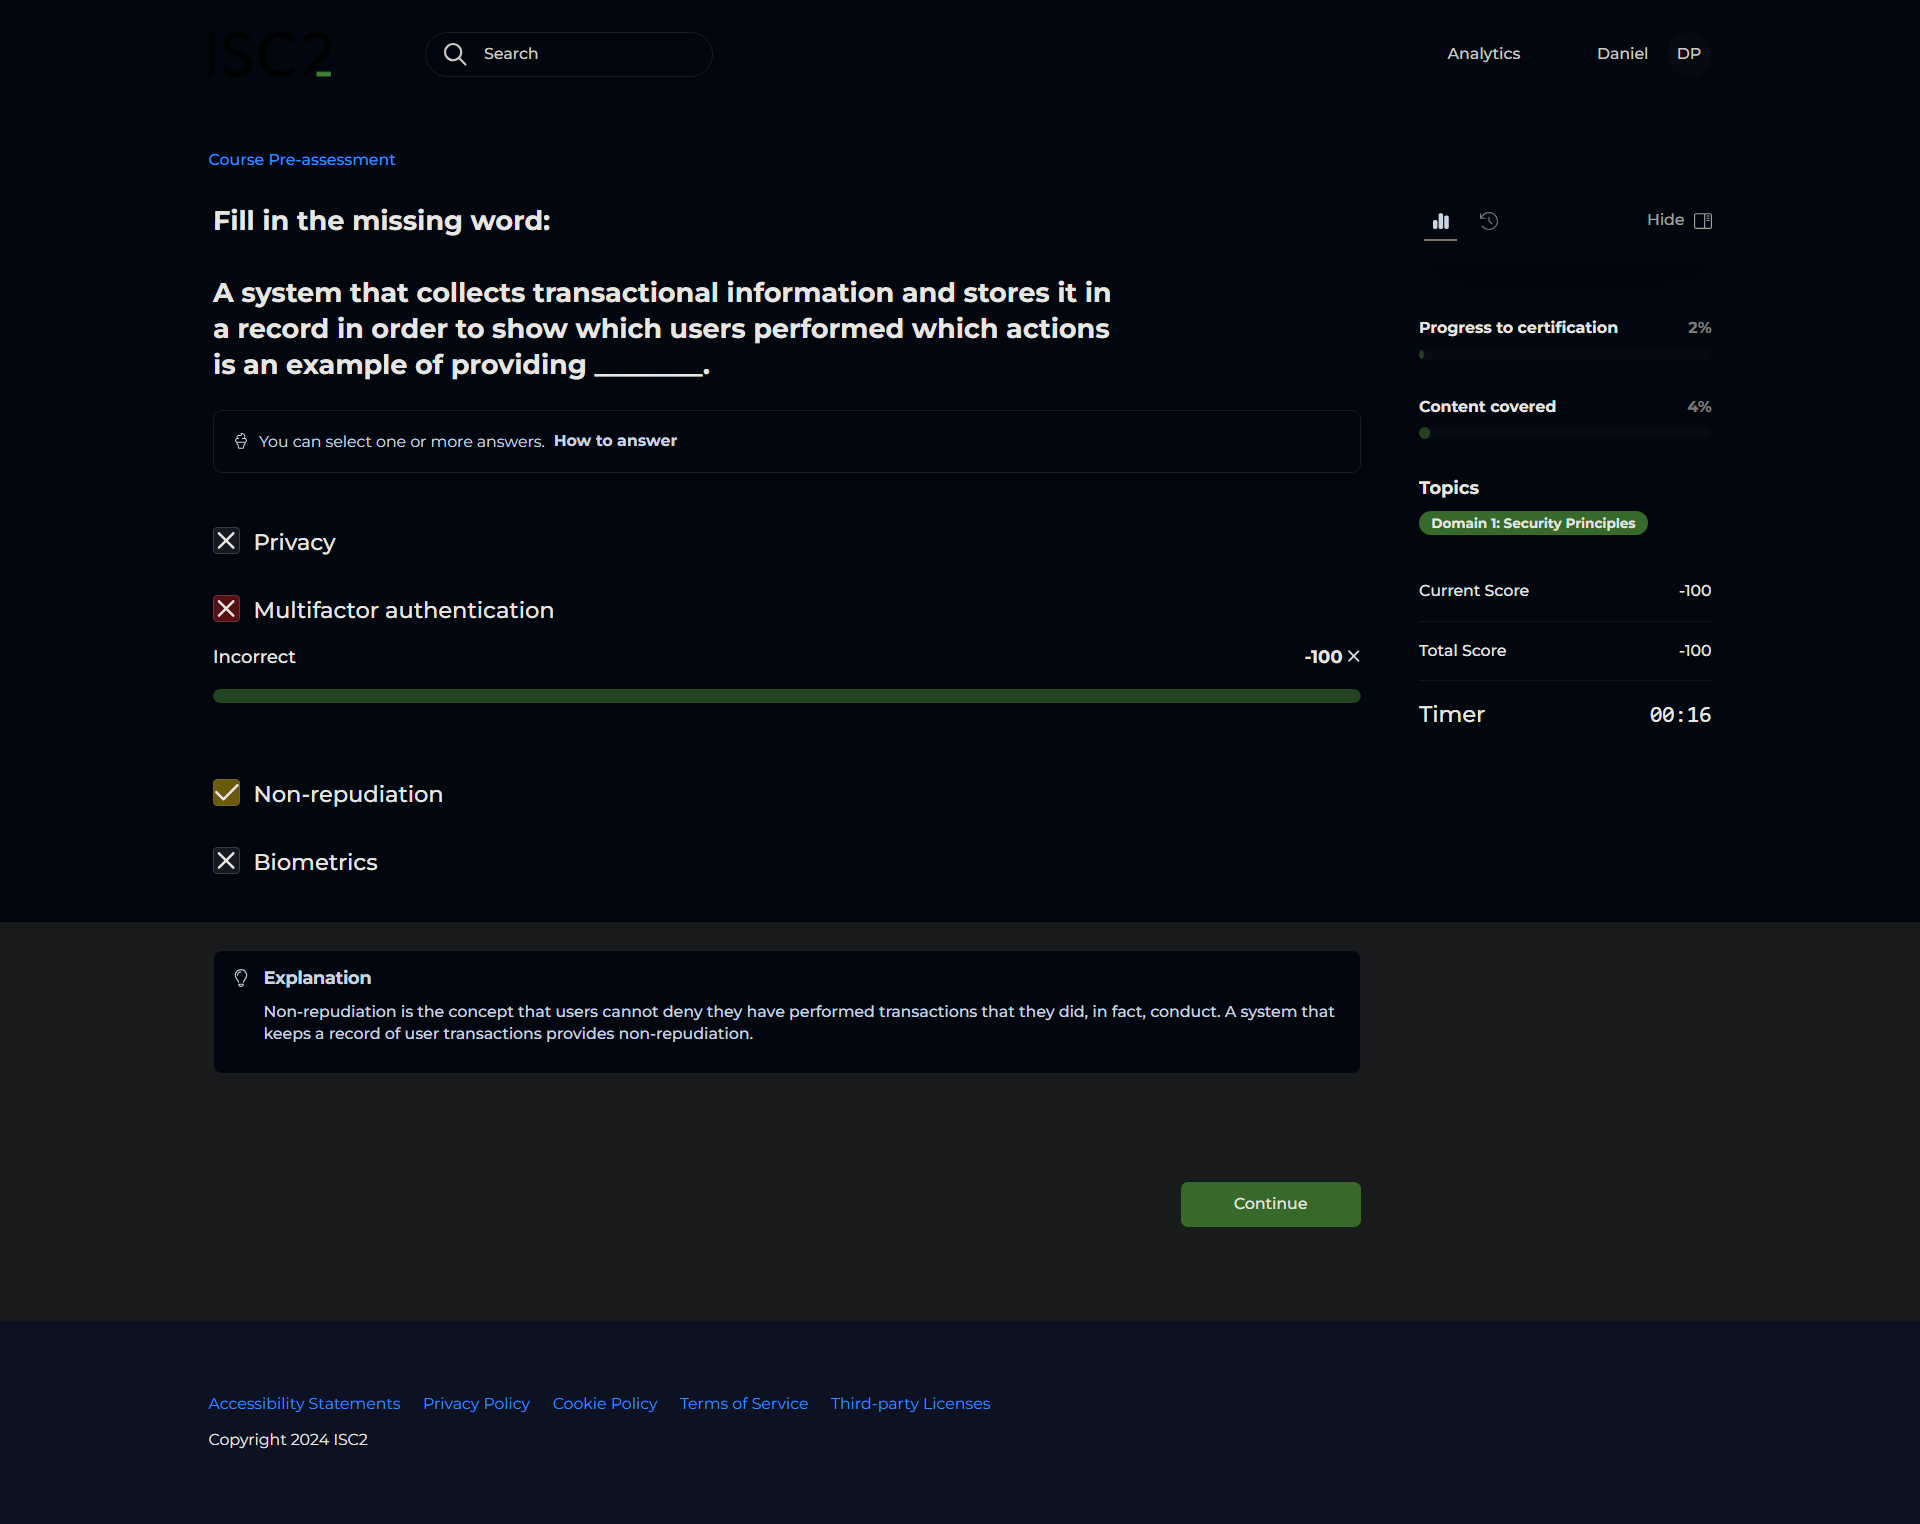 ISC2
Search
Analytics
Daniel
DP
Course Pre-assessment
Fill in the missing word:
A system that collects transactional information and stores it in
a record in order to show which users performed which actions
is an example of providing ________.
You can select one or more answers. How to answer
Privacy
Multifactor authentication
Incorrect
-100
Non-repudiation
Biometrics
Hide
Progress to certification 2%
Content covered 4%
Topics
Domain 1: Security Principles
Current Score -100
Total Score -100
Timer 00:16
Explanation
Non-repudiation is the concept that users cannot deny they have performed transactions that they did, in fact, conduct. A system that
keeps a record of user transactions provides non-repudiation.
Continue
Accessibility Statements Privacy Policy Cookie Policy Terms of Service Third-party Licenses
Copyright 2024 ISC2